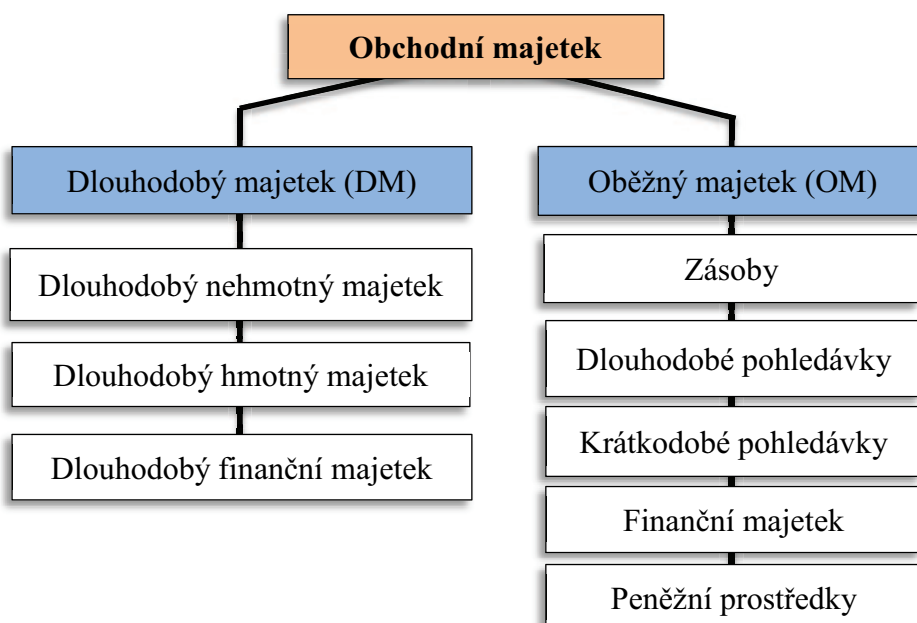 Obchodní majetek
Dlouhodobý majetek (DM)
Dlouhodobý nehmotný majetek
Dlouhodobý hmotný majetek
Dlouhodobý finanční majetek
Oběžný majetek (OM)
Zásoby
Dlouhodobé pohledávky
Krátkodobé pohledávky
Finanční majetek
Peněžní prostředky